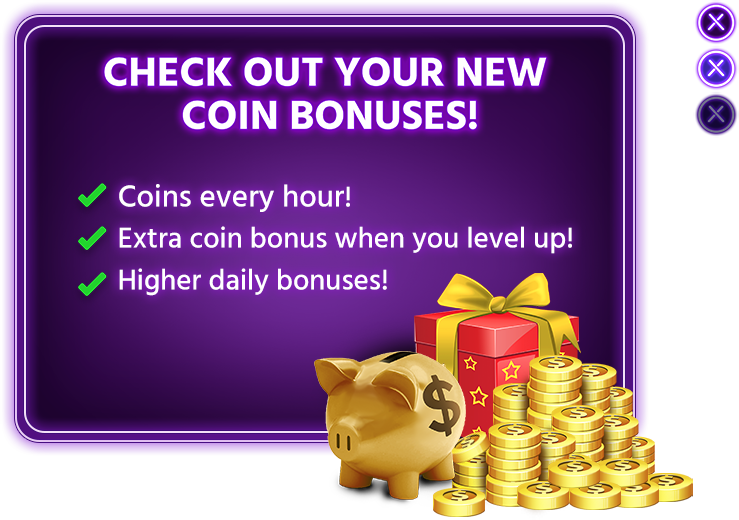 CHECK OUT YOUR NEW
COIN BONUSES!
Coins every hour!
Extra coin bonus when you level up!
Higher daily bonuses!
$